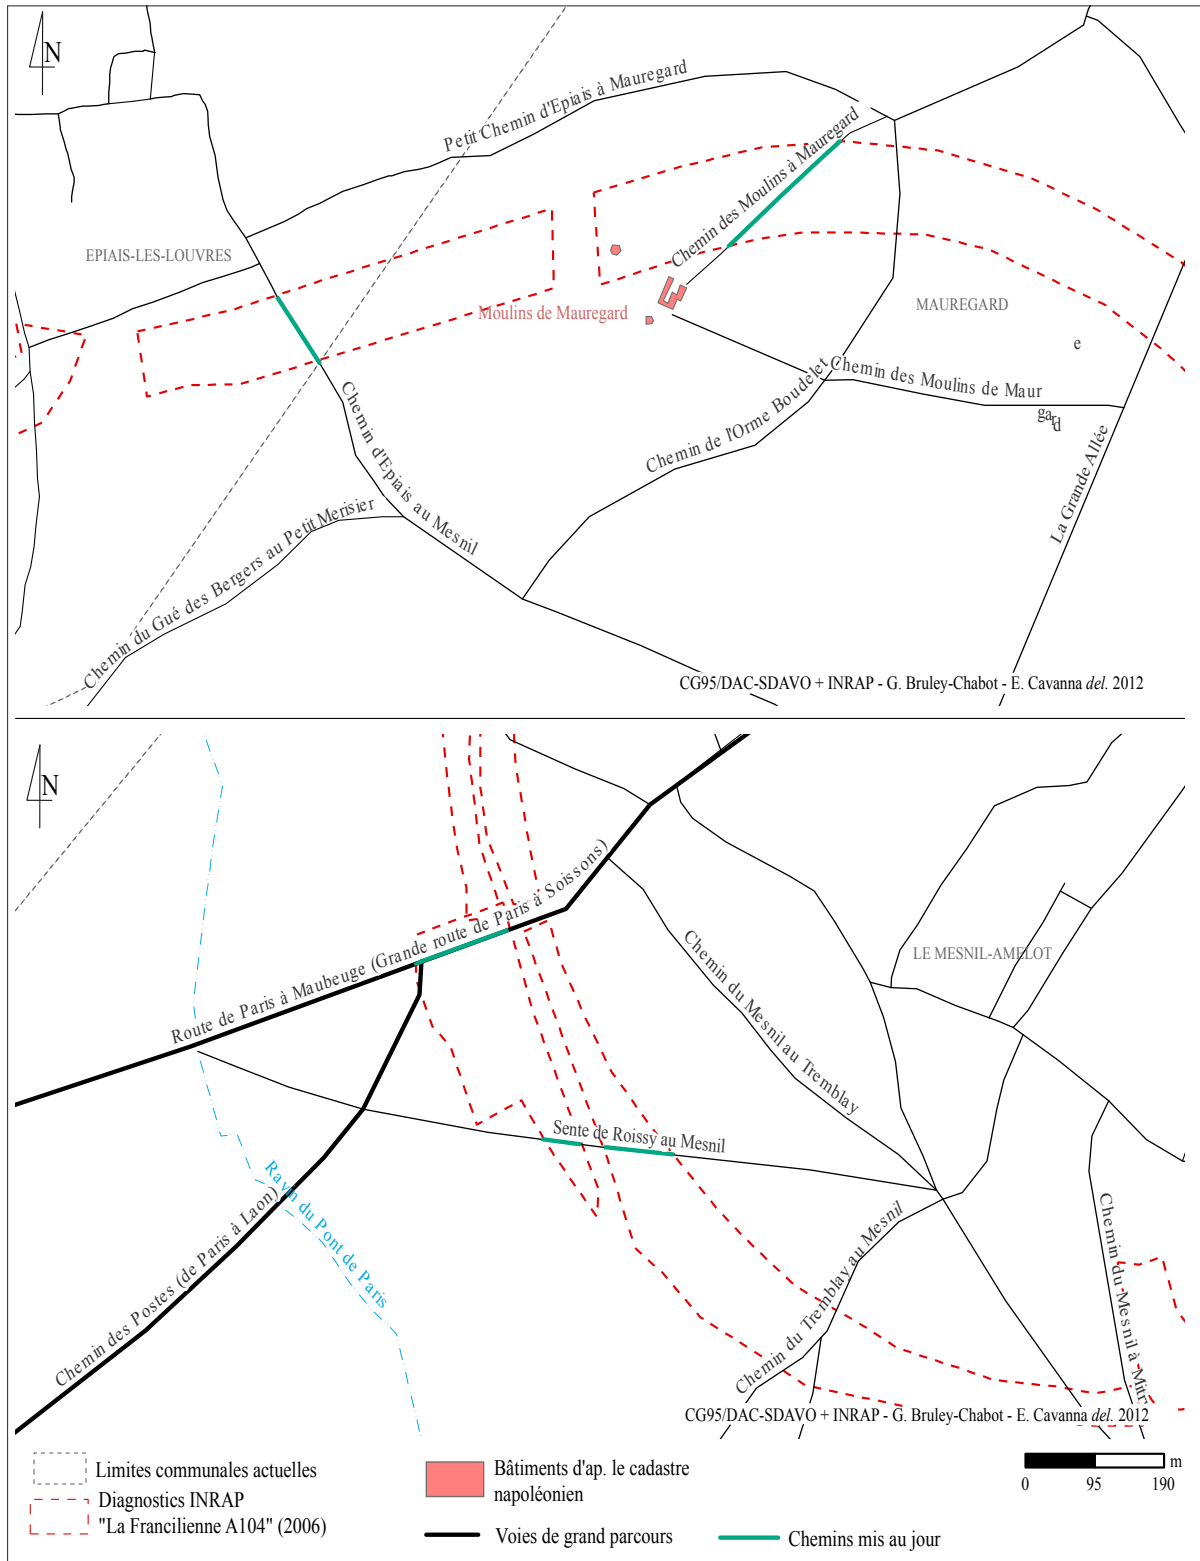 N
Petit Chemin d'Epiais à Mauregard
Chemin des Moulins à Mauregard
EPIAIS-LES-LOUVRES
Moulins de Mauregard
MAUREGARD
e
Chemin des Moulins de Maur
gard
Chemin de l'Orme Boudelet
Chemin d'Epiais au Mesnil
La Grande Allée
Chemin du Gué des Bergers au Petit Merisier
CG95/DAC-SDAVO + INRAP - G. Bruley-Chabot - E. Cavanna del. 2012
N
Route de Paris à Maubeuge (Grande route de Paris à Soissons)
Chemin du Mesnil au Tremblay
LE MESNIL-AMELOT
Sente de Roissy au Mesnil
Ravin du Pont de Paris
Chemin des Postes (de Paris à Laon)
Chemin du Tremblay au Mesnil
Chemin du Mesnil à Mitr
CG95/DAC-SDAVO + INRAP - G. Bruley-Chabot - E. Cavanna del. 2012
Limites communales actuelles
Diagnostics INRAP
"La Francilienne A104" (2006)
Bâtiments d'ap. le cadastre
napoléonien
Voies de grand parcours
Chemins mis au jour
m
0 95 190